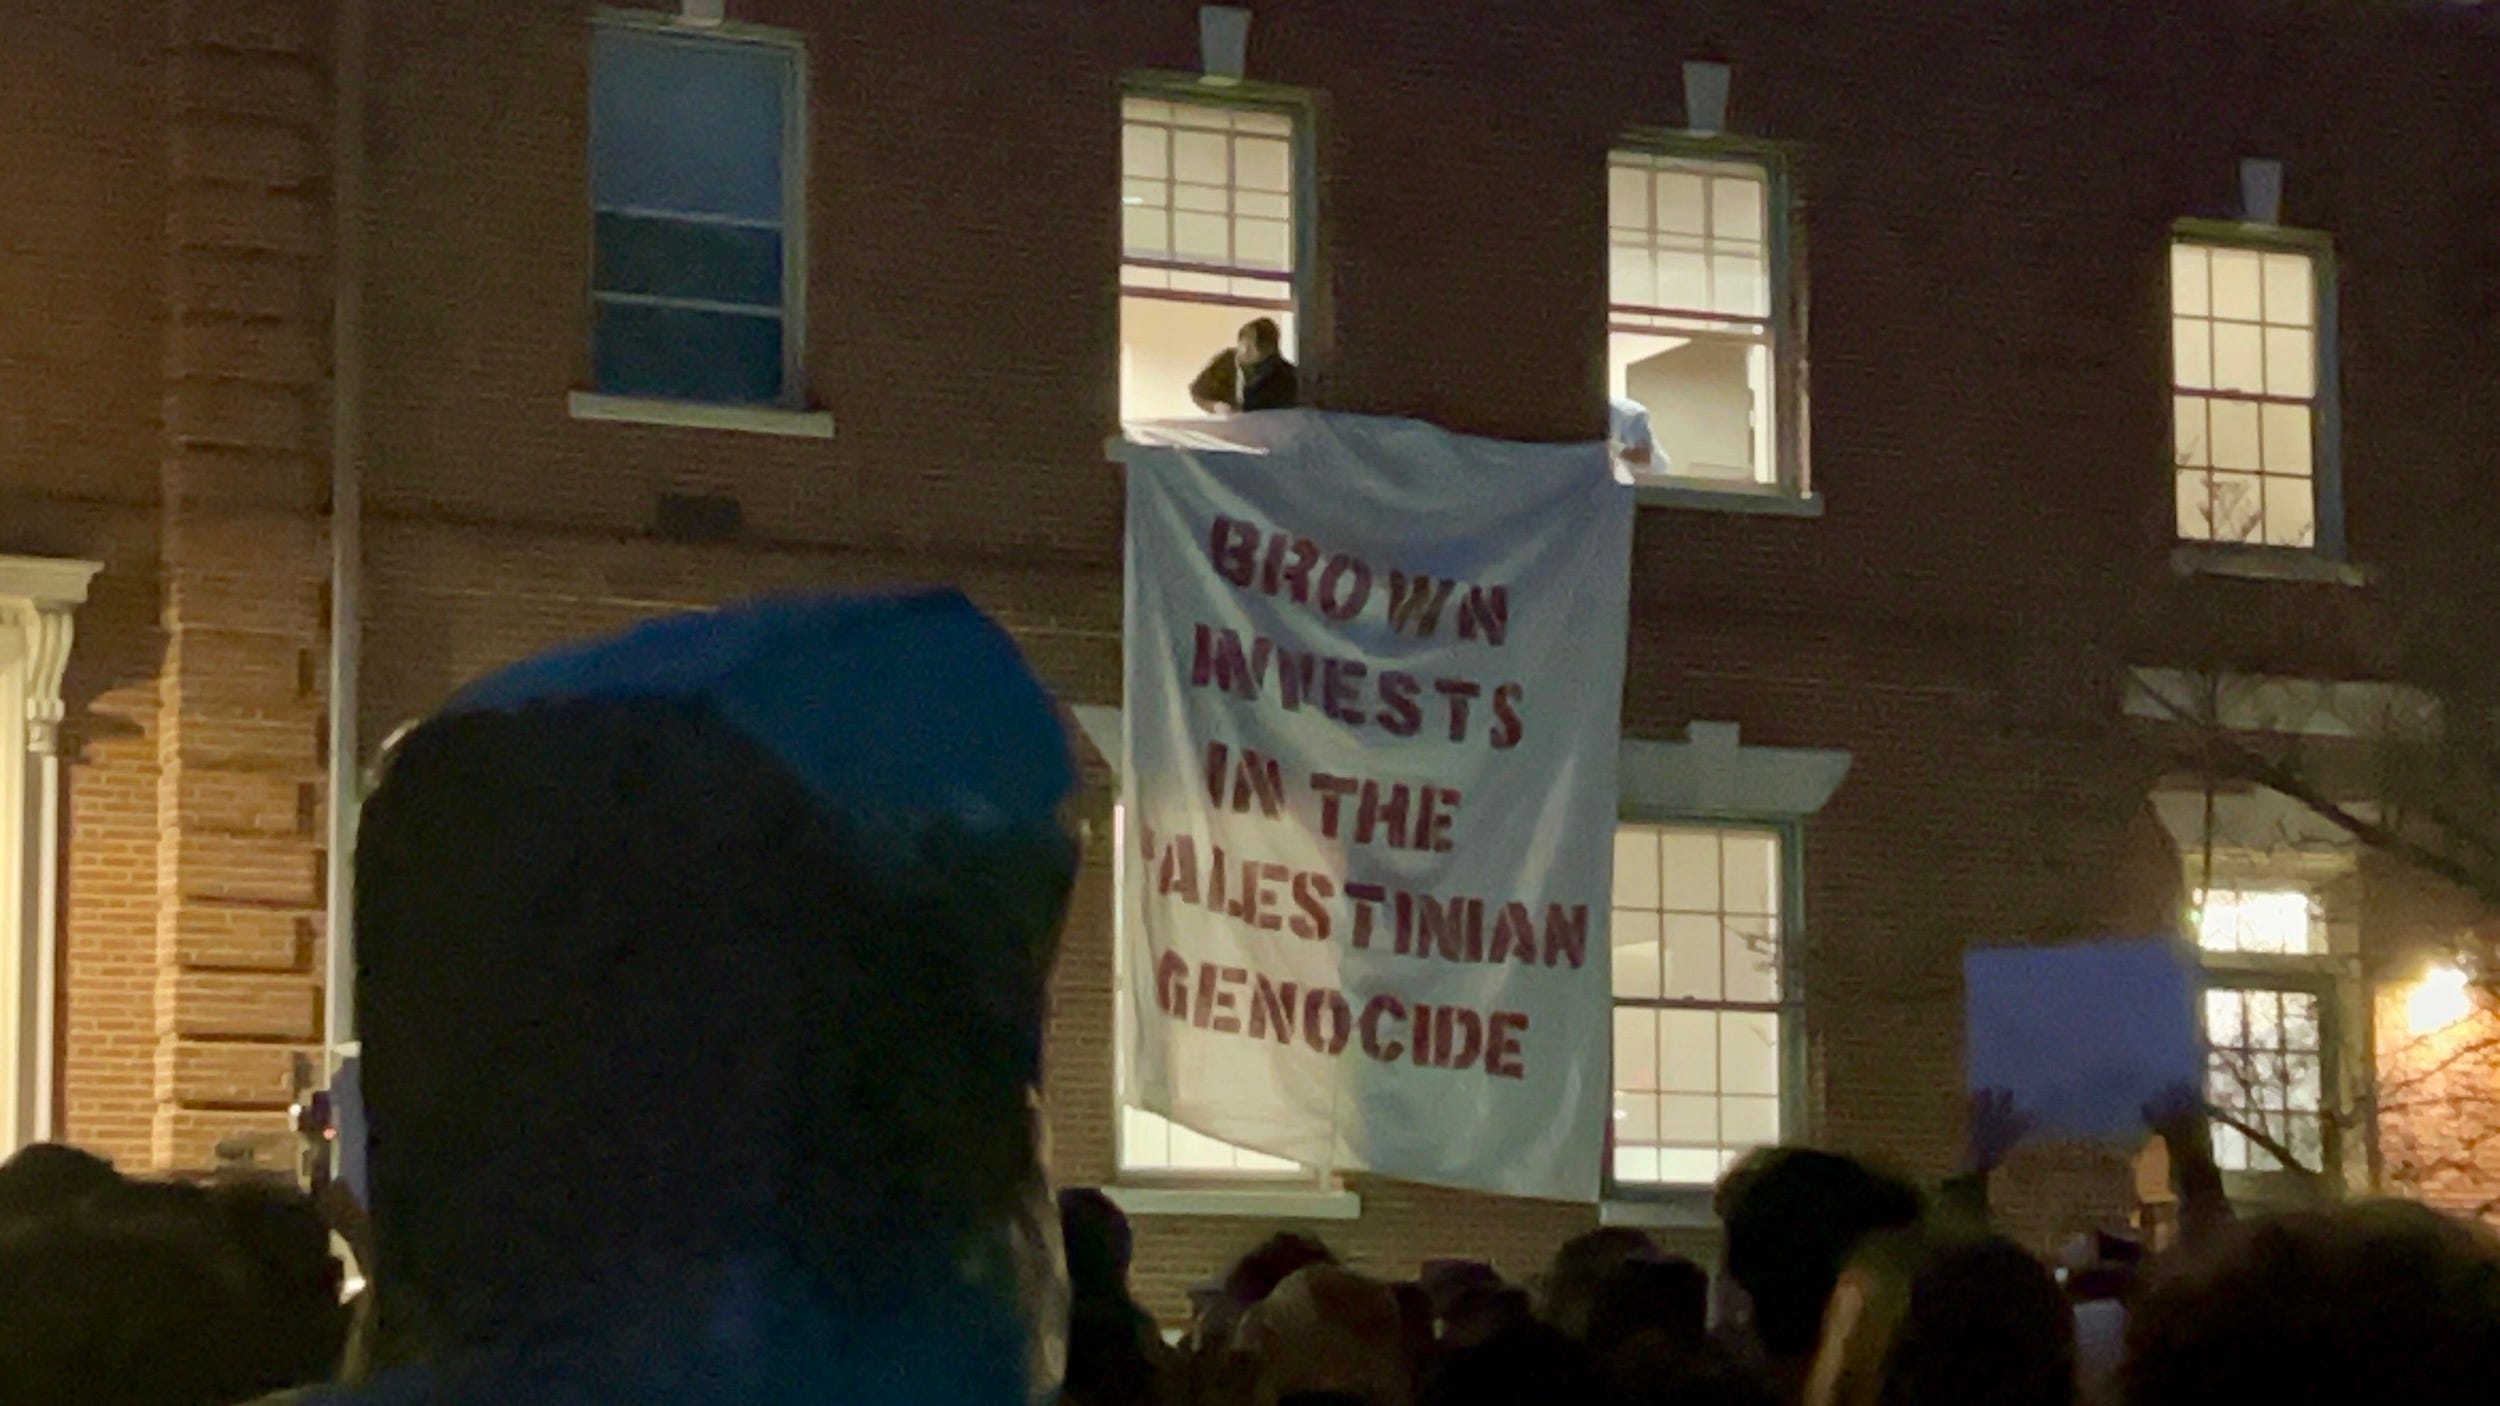 BROWN
INVESTS
IN THE
PALESTINIAN
GENOCIDE